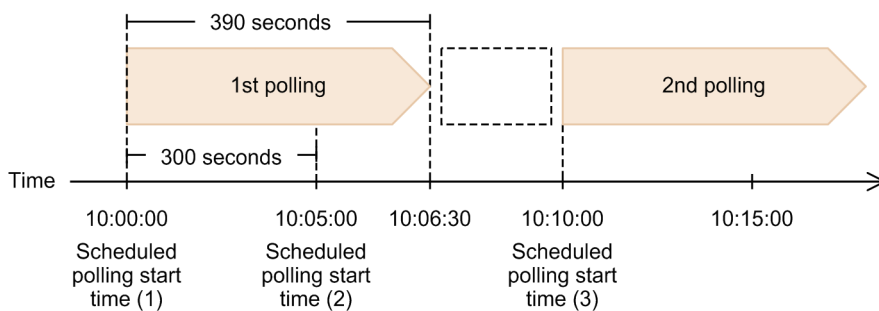 390 seconds
1st polling
2nd polling
300 seconds
Time
10:00:00
10:05:00
10:06:30
10:10:00
10:15:00
Scheduled
polling start
time (1)
Scheduled
polling start
time (2)
Scheduled
polling start
time (3)